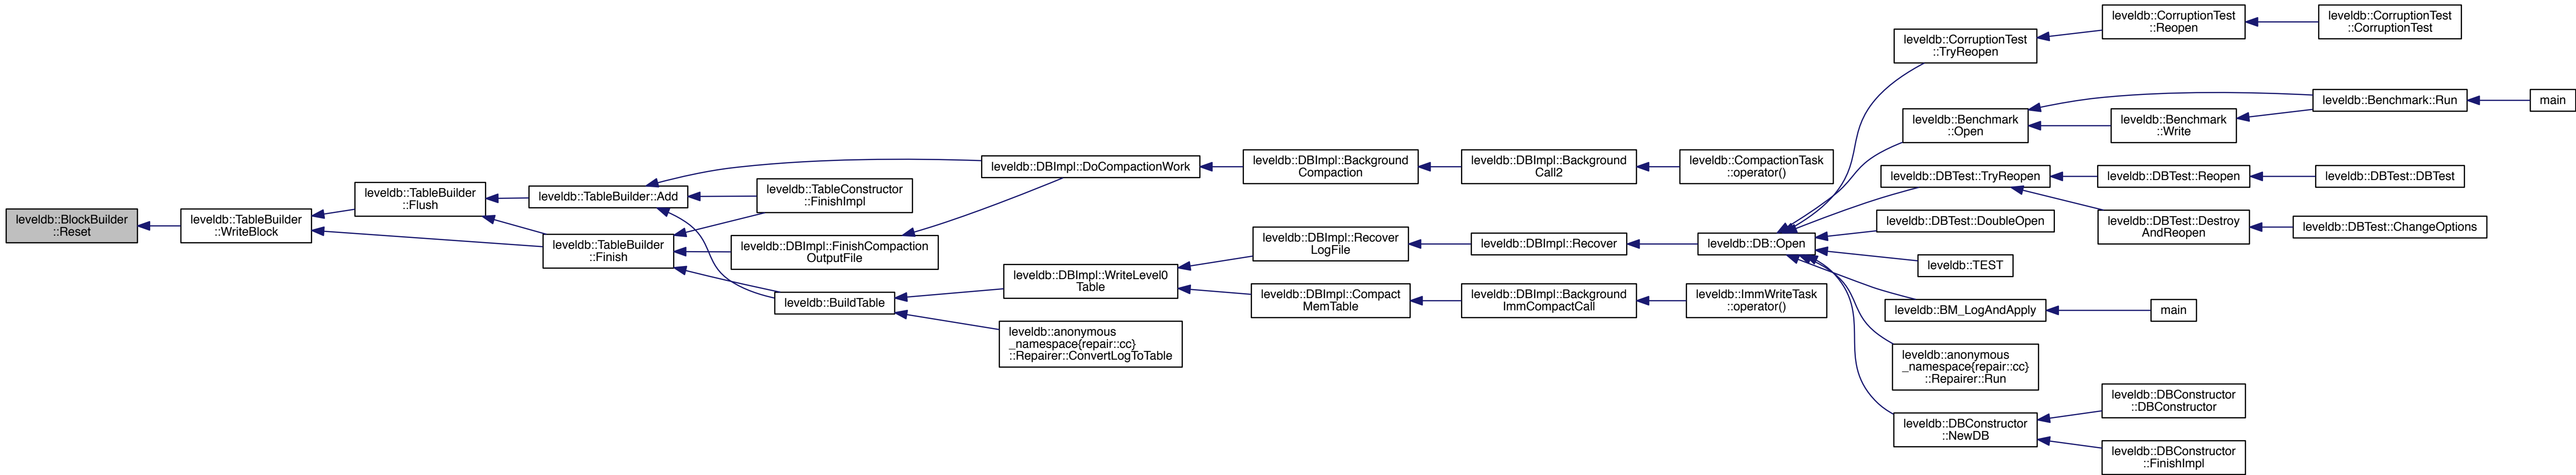 leveldb::BlockBuilder
::Reset
leveldb::TableBuilder
::WriteBlock
leveldb::TableBuilder
::Flush
leveldb::TableBuilder::Add
leveldb::TableBuilder
::Finish
leveldb::TableConstructor
::FinishImpl
leveldb::DBImpl::FinishCompaction
OutputFile
leveldb::BuildTable
leveldb::DBImpl::DoCompactionWork
leveldb::DBImpl::WriteLevel0
Table
leveldb::anonymous
_namespace{repair::cc}
::Repairer::ConvertLogToTable
leveldb::DBImpl::Background
Compaction
leveldb::DBImpl::Recover
LogFile
leveldb::DBImpl::Compact
MemTable
leveldb::DBImpl::Background
Call2
leveldb::DBImpl::Recover
leveldb::DBImpl::Background
ImmCompactCall
leveldb::CompactionTask
::operator()
leveldb::DB::Open
leveldb::ImmWriteTask
::operator()
leveldb::CorruptionTest
::TryReopen
leveldb::Benchmark
::Open
leveldb::DBTest::TryReopen
leveldb::DBTest::DoubleOpen
leveldb::TEST
leveldb::BM_LogAndApply
leveldb::anonymous
_namespace{repair::cc}
::Repairer::Run
leveldb::DBConstructor
::NewDB
leveldb::CorruptionTest
::Reopen
leveldb::Benchmark
::Write
leveldb::DBTest::Reopen
leveldb::DBTest::Destroy
AndReopen
main
leveldb::DBConstructor
::DBConstructor
leveldb::DBConstructor
::FinishImpl
leveldb::CorruptionTest
::CorruptionTest
leveldb::Benchmark::Run
leveldb::DBTest::DBTest
leveldb::DBTest::ChangeOptions
main